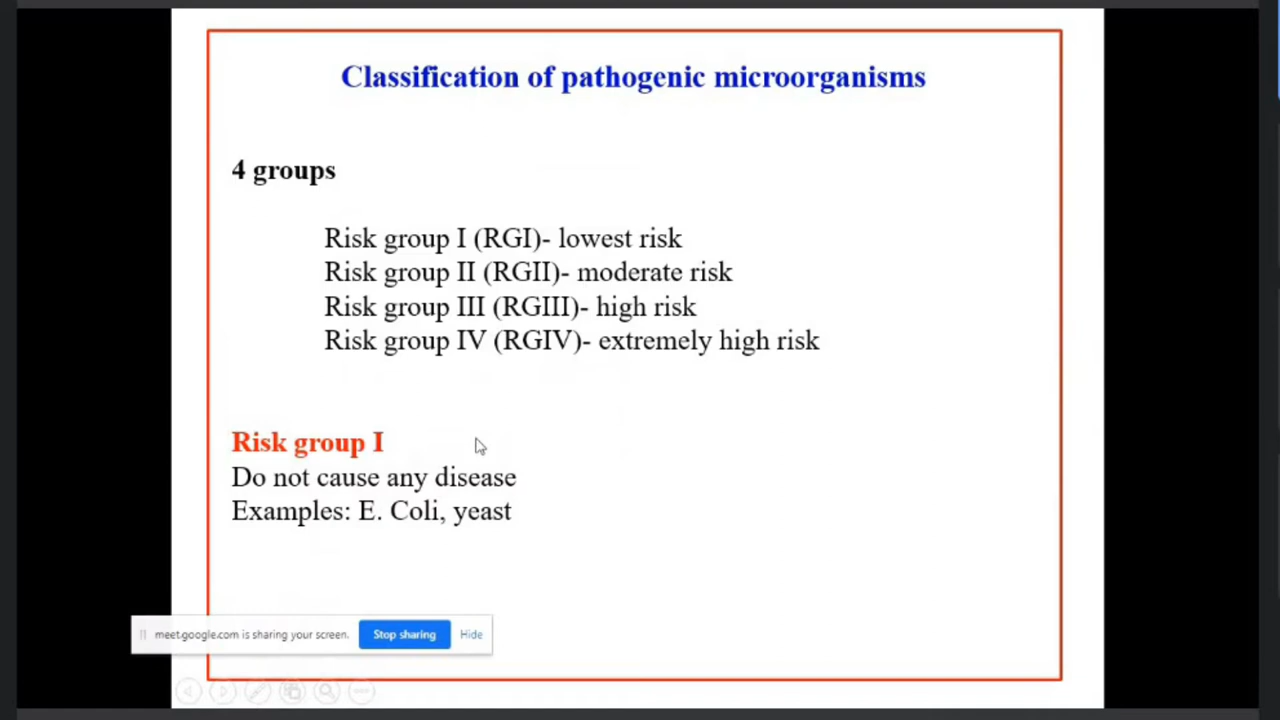 Classification of pathogenic microorganisms
4 groups
Risk group I (RGI)- lowest risk
Risk group II (RGII)- moderate risk
Risk group III (RGIII)- high risk
Risk group IV (RGIV)- extremely high risk
Risk group I
Do not cause any disease
Examples: E. Coli, yeast
meet.google.com is sharing your screen. Stop sharing Hide